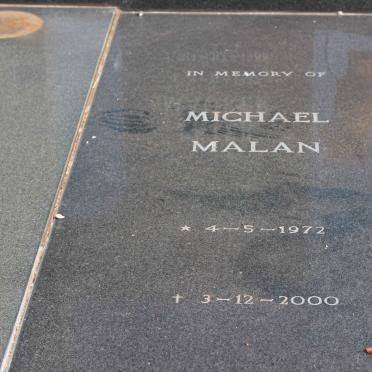 IN MEMORY OF
MICHAEL
MALAN
* 4-5-1972
† 3-12-2000